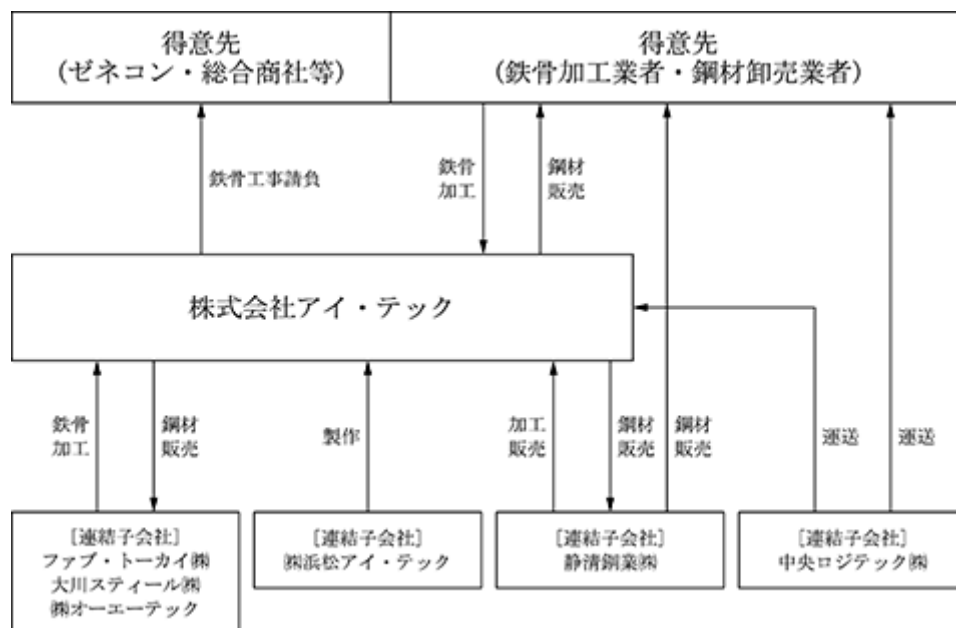 得意先
(ゼネコン・総合商社等)
得意先
(鉄骨加工業者・鋼材卸売業者)
鉄骨工事請負
鉄骨
加工
鋼材
販売
株式会社アイ・テック
鉄骨
加工
鋼材
販売
製作
加工
販売
鋼材
販売
鋼材
販売
運送
運送
[連結子会社]
ファブ・トーカイ㈱
大川スティール㈱
㈱オーエーテック
[連結子会社]
㈱浜松アイ・テック
[連結子会社]
静清鋼業㈱
[連結子会社]
中央ロジテック㈱